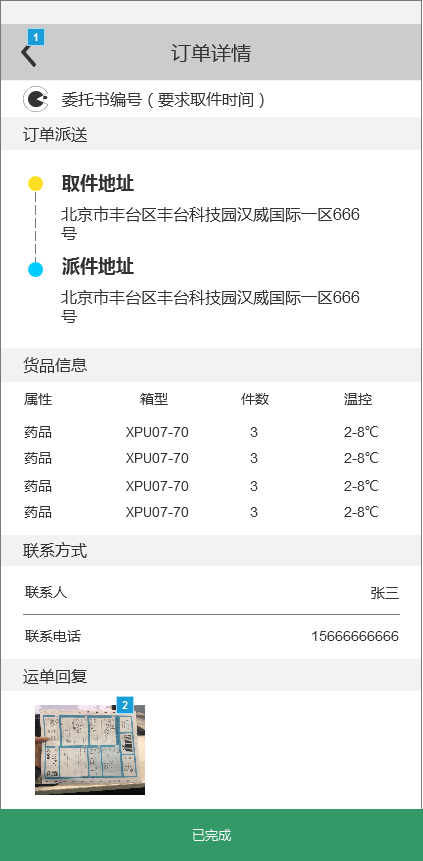 1
订单详情
委托书编号（要求取件时间）
订单派送
取件地址
北京市丰台区丰台科技园汉威国际一区666
号
派件地址
北京市丰台区丰台科技园汉威国际一区666
号
货品信息
属性 箱型 件数 温控
药品 XPU07-70 3 2-8℃
药品 XPU07-70 3 2-8℃
药品 XPU07-70 3 2-8℃
药品 XPU07-70 3 2-8℃
联系方式
联系人 张三
联系电话 15666666666
运单回复
2
已完成